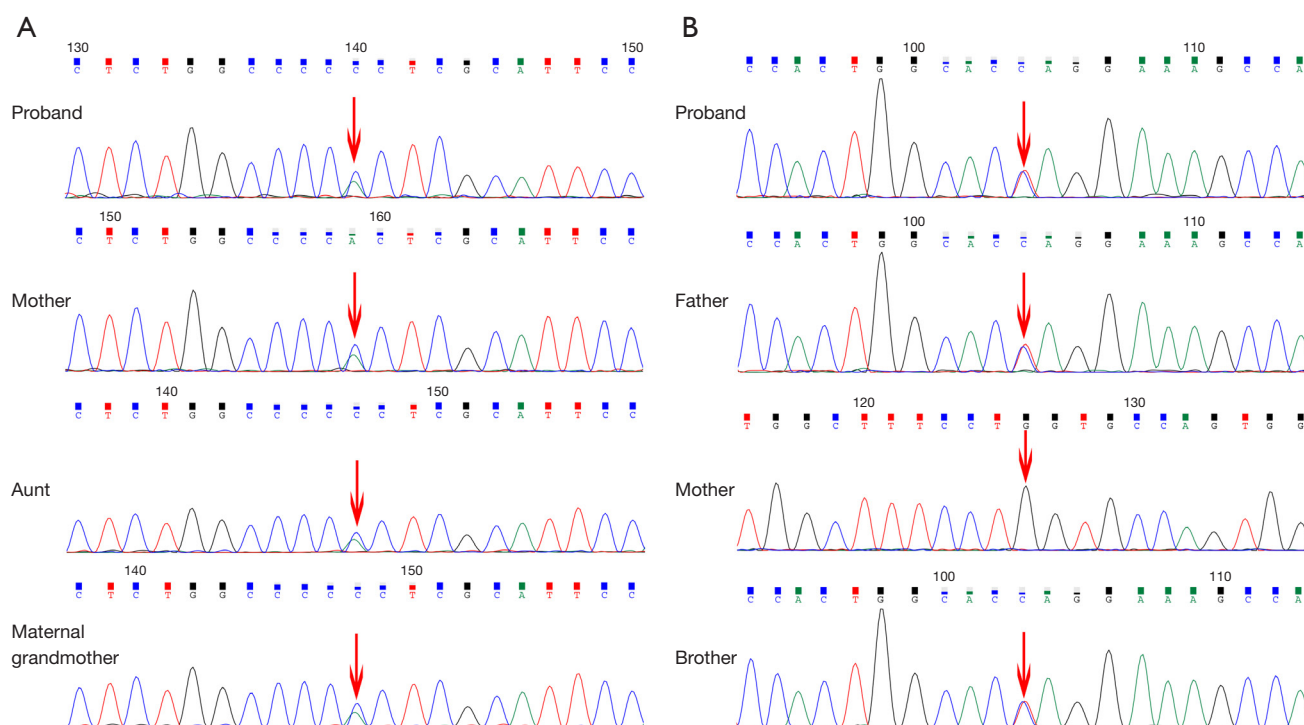 A
130 140 150
C T C T G G C C C C C C T C G C A T T C C
Proband
150 160
C T C T G G C C C C A C T C G C A T T C C
Mother
140 150
C T C T G G C C C C C C T C G C A T T C C
Aunt
140 150
C T C T G G C C C C C C T C G C A T T C C
Maternal
grandmother
B
100 110
C C A C T G G C A C C A G G A A A G C C A
Proband
100 110
C C A C T G G C A C C A G G A A A G C C A
Father
120 130
T G G C T T T C C T G G T G C C A G T G G
Mother
100 110
C C A C T G G C A C C A G G A A A G C C A
Brother